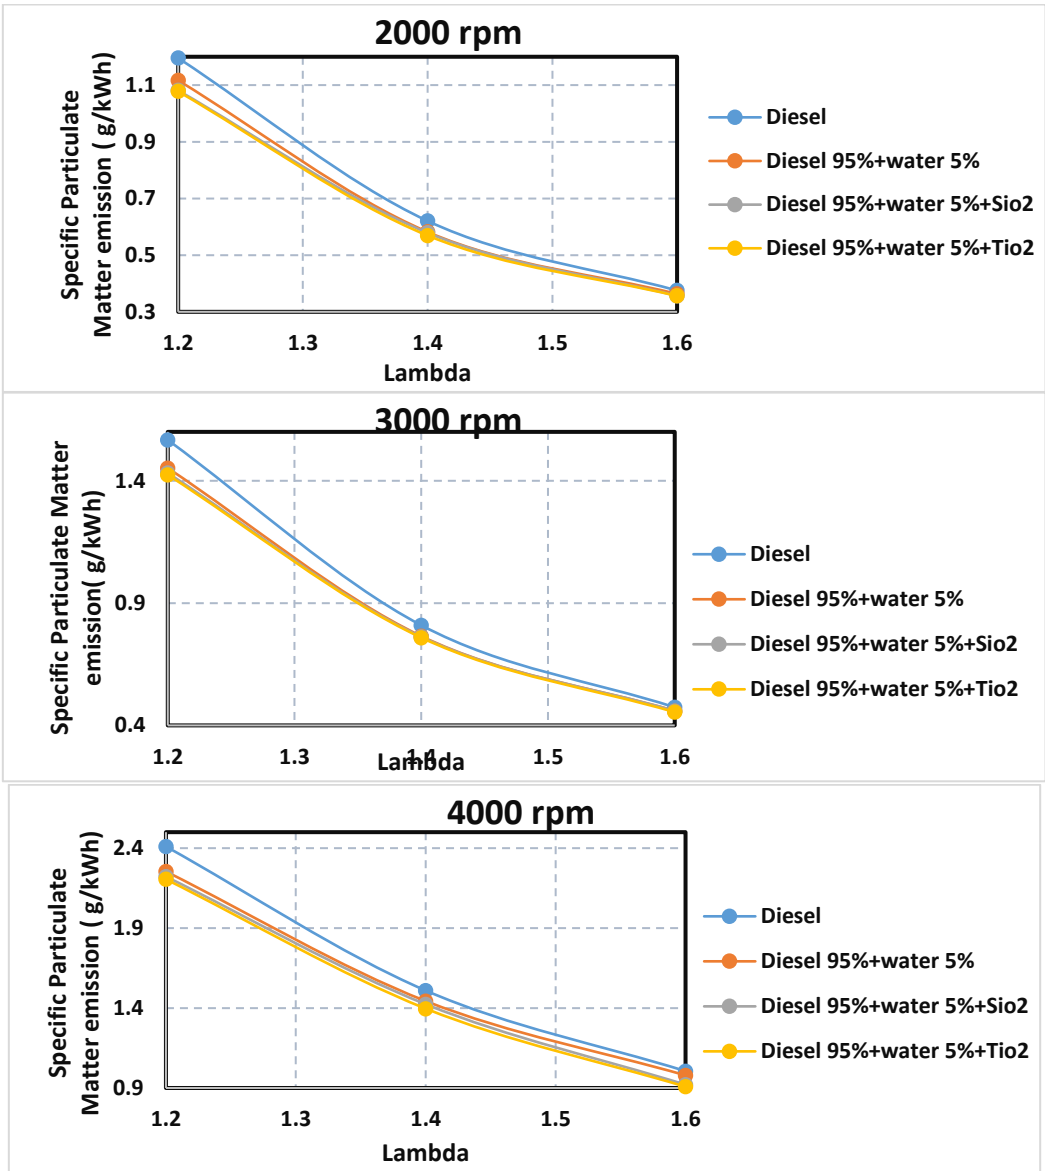 2000 rpm
Specific Particulate
Matter emission ( g/kWh)
1.1
0.9
0.7
0.5
0.3
1.2 1.3 1.4 1.5 1.6
Lambda
Diesel
Diesel 95%+water 5%
Diesel 95%+water 5%+Sio2
Diesel 95%+water 5%+Tio2
3000 rpm
Specific Particulate Matter
emission( g/kWh)
1.4
0.9
0.4
1.2 1.3 1.4 1.5 1.6
Lambda
Diesel
Diesel 95%+water 5%
Diesel 95%+water 5%+Sio2
Diesel 95%+water 5%+Tio2
4000 rpm
Specific Particulate
Matter emission ( g/kWh)
2.4
1.9
1.4
0.9
1.2 1.3 1.4 1.5 1.6
Lambda
Diesel
Diesel 95%+water 5%
Diesel 95%+water 5%+Sio2
Diesel 95%+water 5%+Tio2